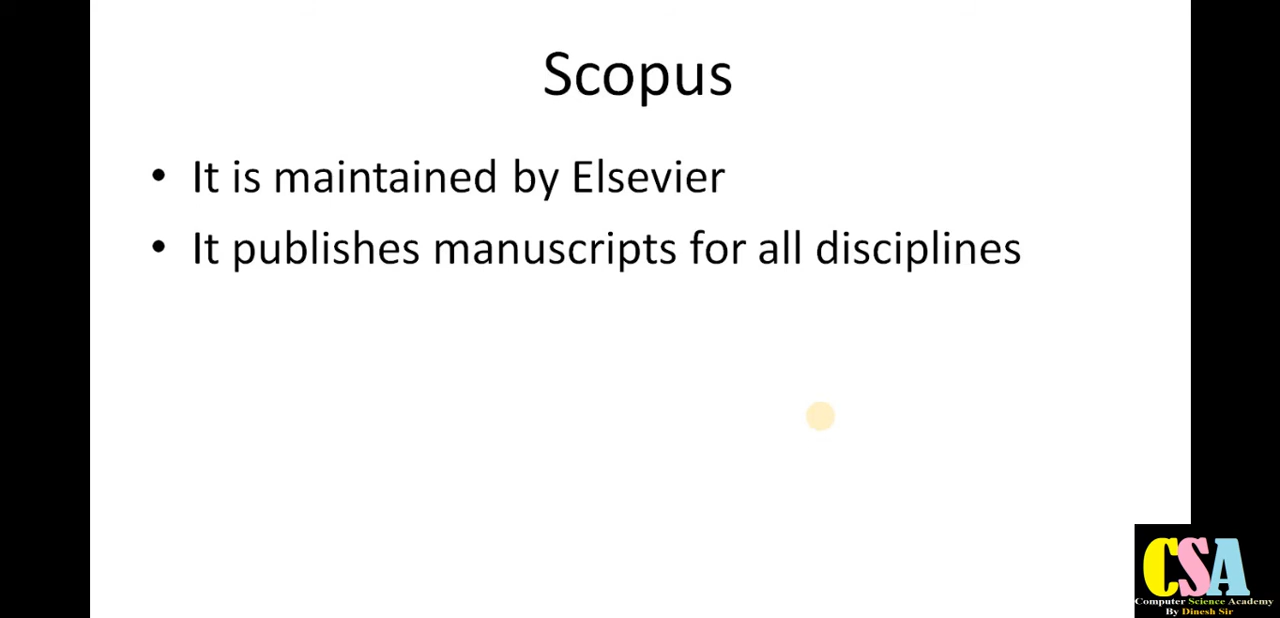 Scopus
• It is maintained by Elsevier
• It publishes manuscripts for all disciplines
CSA
Computer Science Academy
By Dinesh Sir